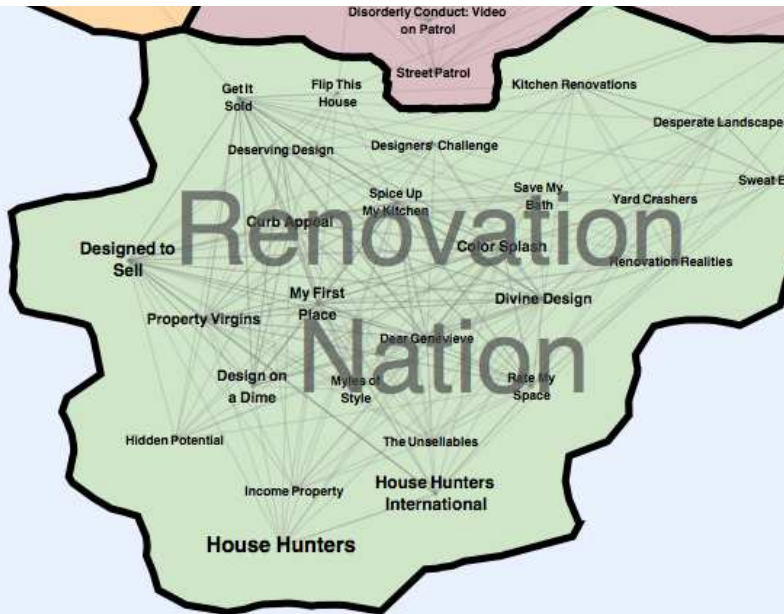 Disorderly Conduct: Video
on Patrol
Street Patrol
Get It
Sold
Flip This
House
Kitchen Renovations
Desperate Landscape
Deserving Design
Designers' Challenge
Sweat
Spice Up
My Kitchen
Save My
Bath
Yard Crashers
Renovation
Curb Appeal
Color Splash
Designed to
Sell
Renovation Realities
My First
Place
Divine Design
Property Virgins
Dear Genevieve
Nation
Design on
a Dime
Myles of
Style
Rate My
Space
Hidden Potential
The Unsellables
Income Property
House Hunters
International
House Hunters